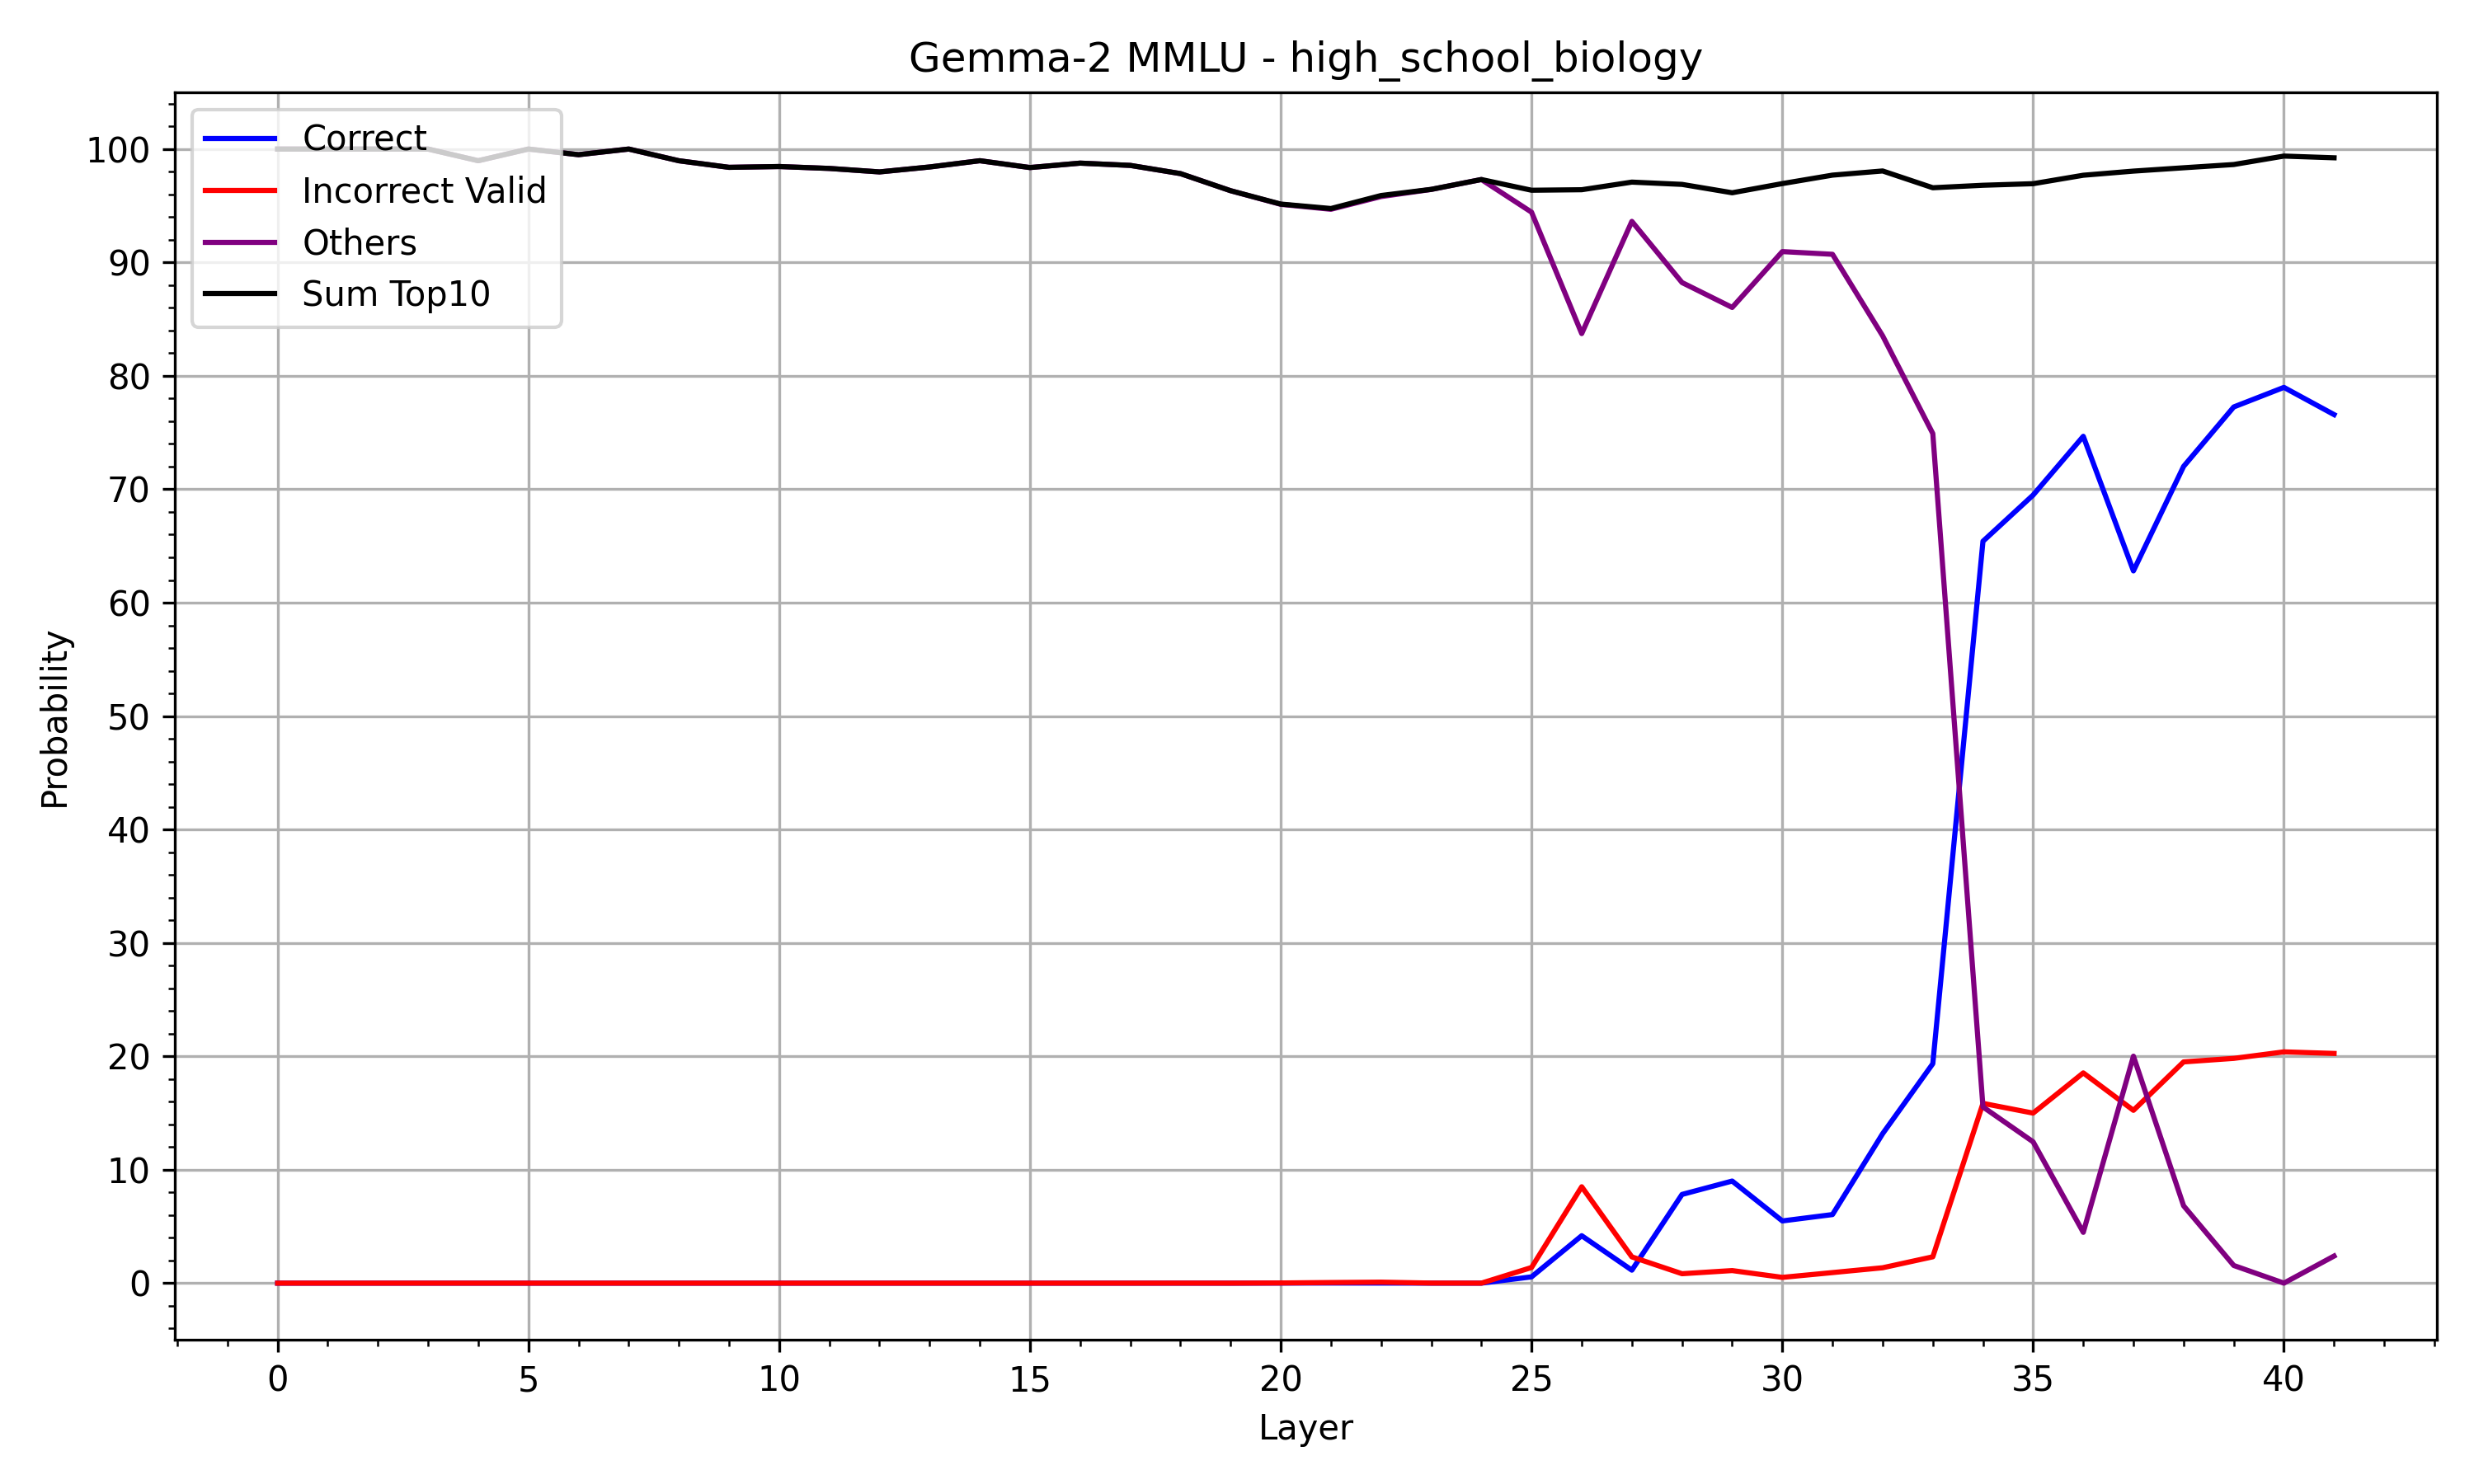 Gemma-2 MMLU - high_school_biology
Correct
Incorrect Valid
Others
Sum Top10
100
90
80
70
60
50
40
30
20
10
0
Probability
0 5 10 15 20 25 30 35 40
Layer